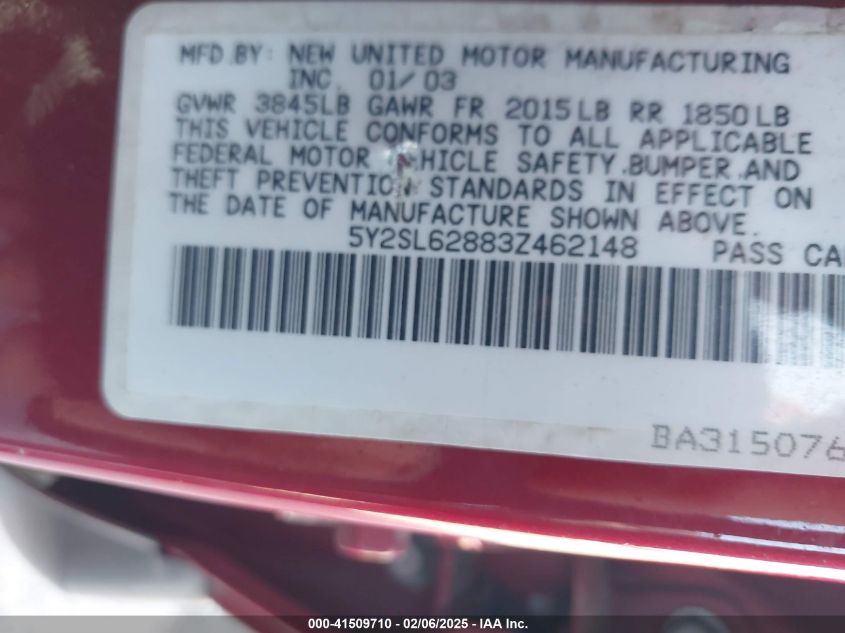 MFD.BY: NEW UNITED MOTOR MANUFACTURING
INC. 01/03
GVWR 3845LB GAWR FR 2015LB RR 1850LB
THIS VEHICLE CONFORMS TO ALL APPLICABLE
FEDERAL MOTOR VEHICLE SAFETY,BUMPER,AND
THEFT PREVENTION STANDARDS IN EFFECT ON
THE DATE OF MANUFACTURE SHOWN ABOVE.
5Y2SL62883Z462148 PASS CA
BA315076
000-41509710 - 02/06/2025 - IAA Inc.